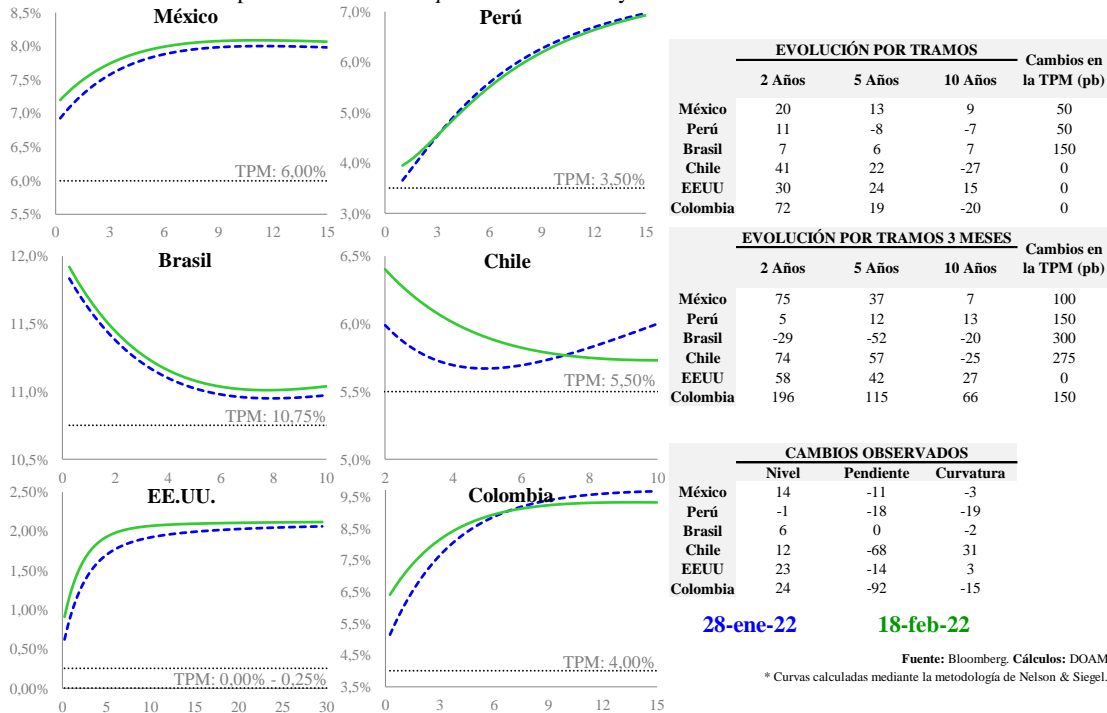 México
8,5%
8,0%
7,5%
7,0%
6,5%
6,0%
5,5%
TPM: 6,00%
0 3 6 9 12 15
Perú
7,0%
6,0%
5,0%
4,0%
3,0%
TPM: 3,50%
0 3 6 9 12 15
Brasil
12,0%
11,5%
11,0%
10,5%
TPM: 10,75%
0 2 4 6 8 10
Chile
6,5%
6,0%
5,5%
5,0%
TPM: 5,50%
2 4 6 8 10
EE.UU.
2,50%
2,00%
1,50%
1,00%
0,50%
0,00%
TPM: 0,00% - 0,25%
0 5 10 15 20 25 30
Colombia
9,5%
8,5%
7,5%
6,5%
5,5%
4,5%
3,5%
TPM: 4,00%
0 3 6 9 12 15
EVOLUCIÓN POR TRAMOS Cambios en
2 Años 5 Años 10 Años la TPM (pb)
México 20 13 9 50
Perú 11 -8 -7 50
Brasil 7 6 7 150
Chile 41 22 -27 0
EEUU 30 24 15 0
Colombia 72 19 -20 0
EVOLUCIÓN POR TRAMOS 3 MESES Cambios en
2 Años 5 Años 10 Años la TPM (pb)
México 75 37 7 100
Perú 5 12 13 150
Brasil -29 -52 -20 300
Chile 74 57 -25 275
EEUU 58 42 27 0
Colombia 196 115 66 150
CAMBIOS OBSERVADOS
Nivel Pendiente Curvatura
México 14 -11 -3
Perú -1 -18 -19
Brasil 6 0 -2
Chile 12 -68 31
EEUU 23 -14 3
Colombia 24 -92 -15
28-ene-22 18-feb-22
Fuente: Bloomberg. Cálculos: DOAM
* Curvas calculadas mediante la metodología de Nelson & Siegel.